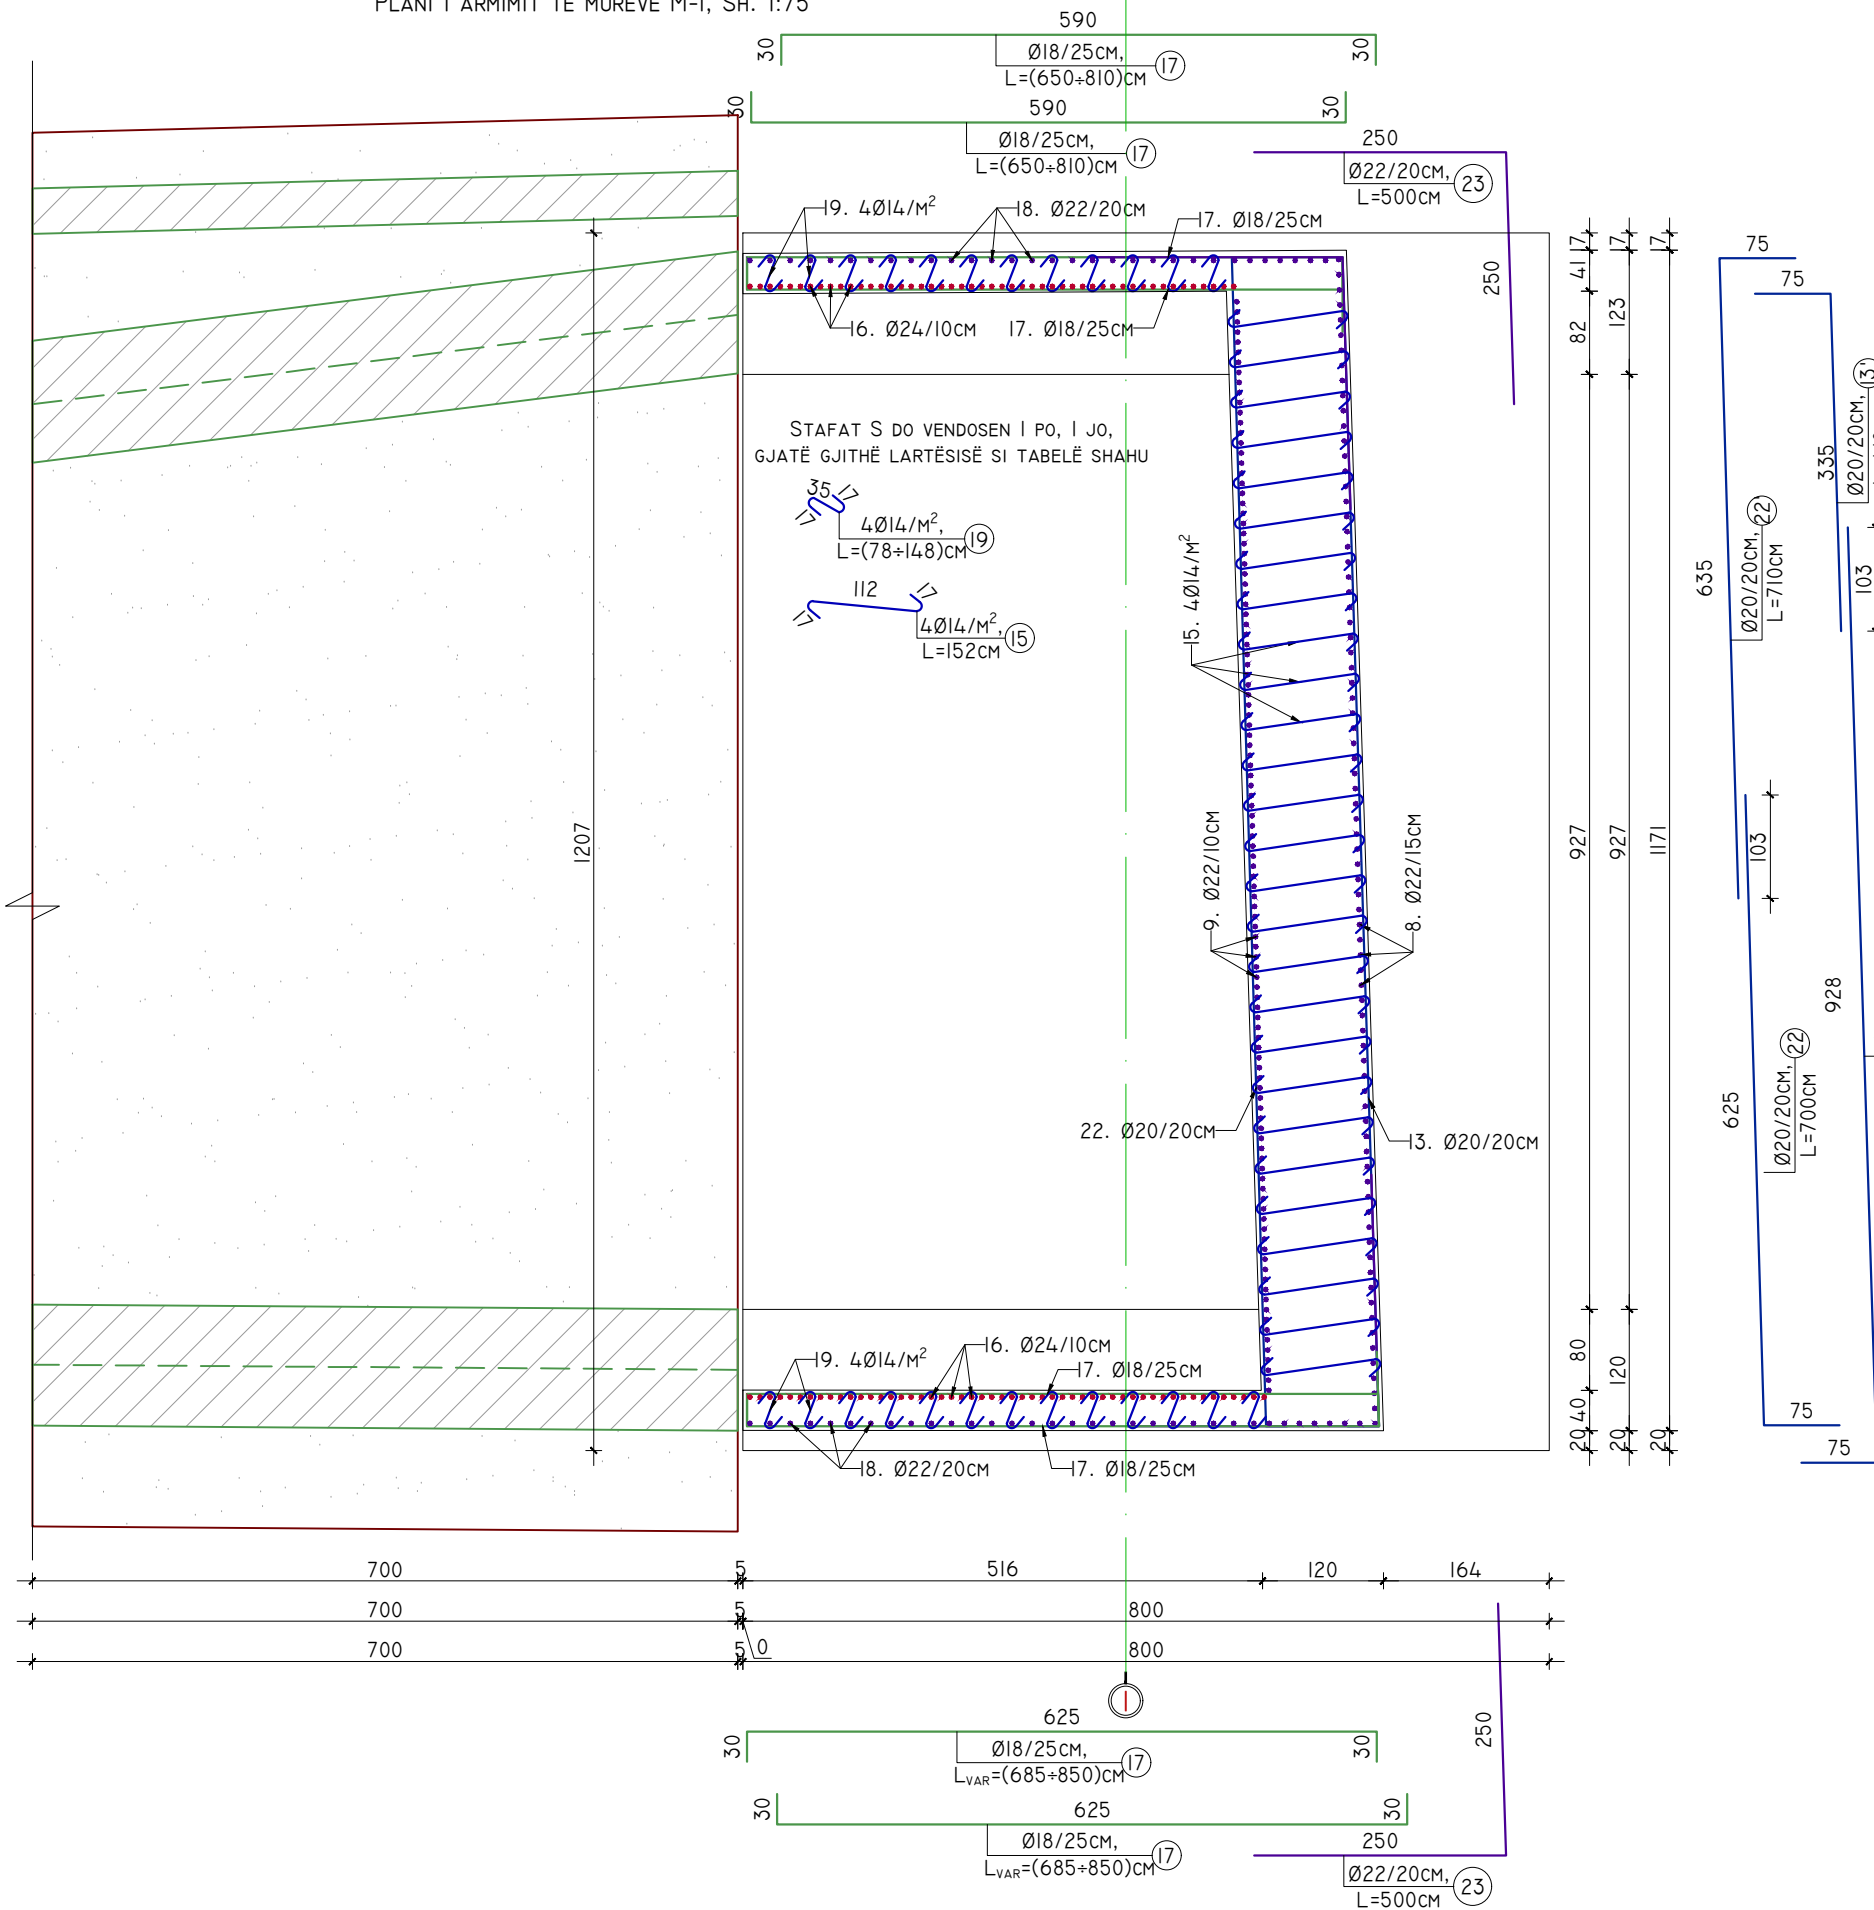 PLANI I ARMIMIT TË MUREVE M-1, SH. 1:75
590
30
30
Ø18/25CM,
L=(650÷810)CM
17
590
30
30
Ø18/25CM,
L=(650÷810)CM
17
250
Ø22/20CM,
L=500CM
23
250
19. 4Ø14/M²
18. Ø22/20CM
17. Ø18/25CM
16. Ø24/10CM
17. Ø18/25CM
STAFAT S DO VENDOSEN 1 PO, 1 JO,
GJATË GJITHË LARTËSISË SI TABELË SHAHU
35
17
17
4Ø14/M²,
L=(78÷148)CM
19
112
17
17
4Ø14/M²,
L=152CM
15
15. 4Ø14/M²
1207
9. Ø22/10CM
8. Ø22/15CM
22. Ø20/20CM
13. Ø20/20CM
17
17
17
41
82
123
927
927
1171
80
120
40
20
20
20
75
75
635
Ø20/20CM,
L=710CM
22'
335
Ø20/20CM,
13'
103
103
928
625
Ø20/20CM,
L=700CM
22
75
75
19. 4Ø14/M²
16. Ø24/10CM
17. Ø18/25CM
18. Ø22/20CM
17. Ø18/25CM
700
5
516
120
164
700
5
800
0
700
5
800
1
625
30
30
Ø18/25CM,
LVAR=(685÷850)CM
17
625
30
30
Ø18/25CM,
LVAR=(685÷850)CM
17
250
250
Ø22/20CM,
L=500CM
23